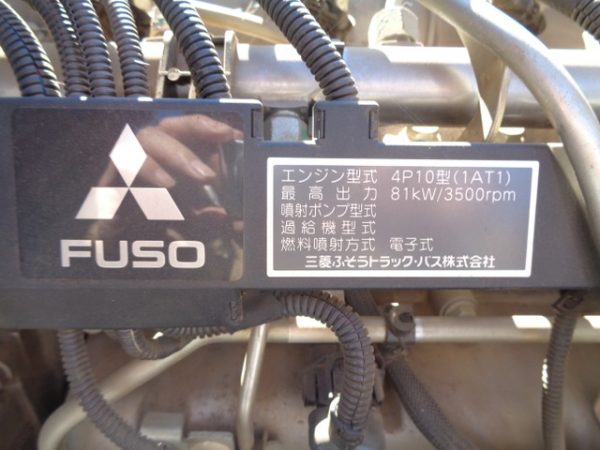 FUSO
エンジン型式 4P10型(1AT1)
最高出力 81kW/3500rpm
噴射ポンプ型式
過給機型式
燃料噴射方式 電子式
三菱ふそうトラック・バス株式会社